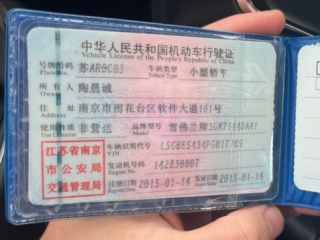 中华人民共和国机动车行驶证
Vehicle License of the People's Republic of China
号牌号码 苏AR9C03 车辆类型 小型轿车
Plate No. Vehicle Type
所有人 陶晨诚
Owner
住址 南京市雨花台区软件大道101号
Address
使用性质 非营运 品牌型号 雪佛兰牌SGM7144DAA1
Use Character Model
江苏省南京
市公安局
交通管理局
车辆识别代号
VIN
发动机号码 142830007
Engine No.
注册日期 2015-01-14 发证日期 2015-01-14
Register Date Issue Date